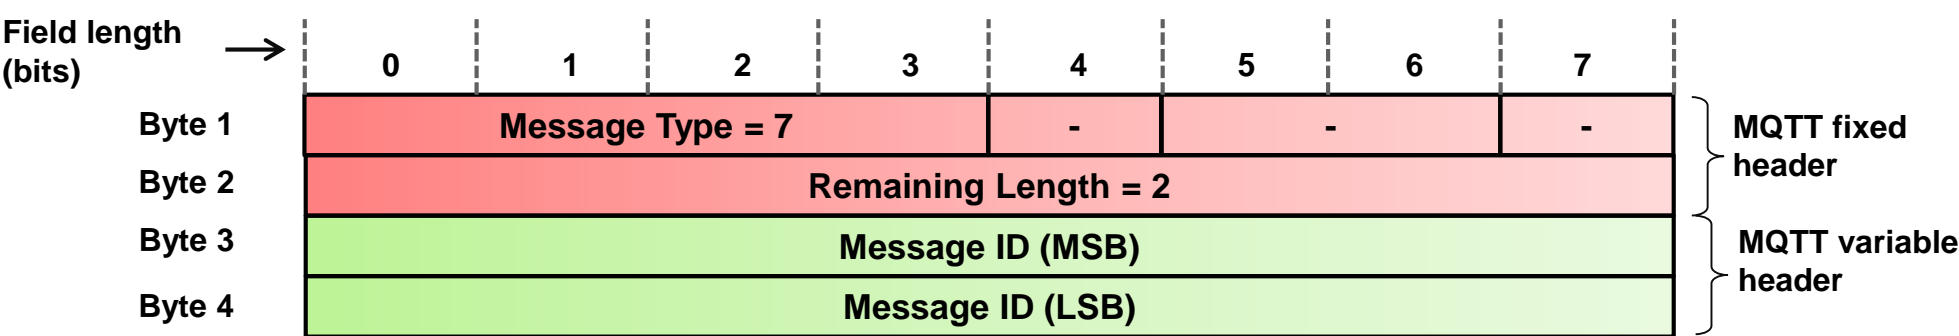 Field length
(bits)
0 1 2 3 4 5 6 7
Byte 1 Message Type = 7 - - -
MQTT fixed
header
Byte 2 Remaining Length = 2
Byte 3 Message ID (MSB)
MQTT variable
header
Byte 4 Message ID (LSB)